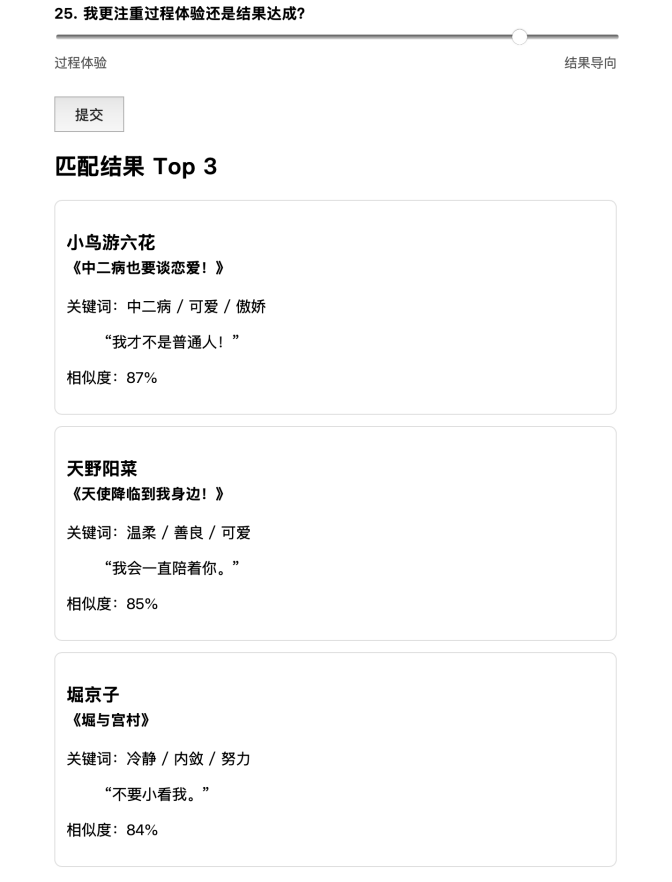 25. 我更注重过程体验还是结果达成?
过程体验 结果导向
提交
匹配结果 Top 3
小鸟游六花
《中二病也要谈恋爱！》
关键词：中二病 / 可爱 / 傲娇
“我才不是普通人！”
相似度：87%
天野阳菜
《天使降临到我身边！》
关键词：温柔 / 善良 / 可爱
“我会一直陪着你。”
相似度：85%
堀京子
《堀与宫村》
关键词：冷静 / 内敛 / 努力
“不要小看我。”
相似度：84%